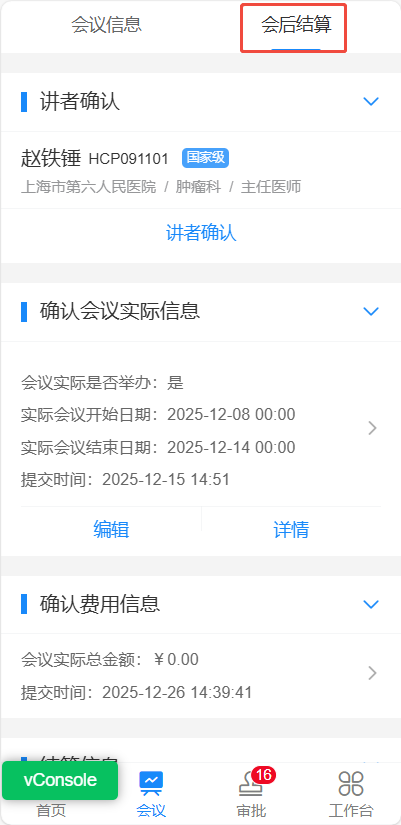 会议信息 会后结算
讲者确认
赵铁锤 HCP091101 国家级
上海市第六人民医院 / 肿瘤科 / 主任医师
讲者确认
确认会议实际信息
会议实际是否举办：是
实际会议开始日期：2025-12-08 00:00
实际会议结束日期：2025-12-14 00:00
提交时间：2025-12-15 14:51
编辑 详情
确认费用信息
会议实际总金额：￥0.00
提交时间：2025-12-26 14:39:41
vConsole
16
首页 会议 审批 工作台